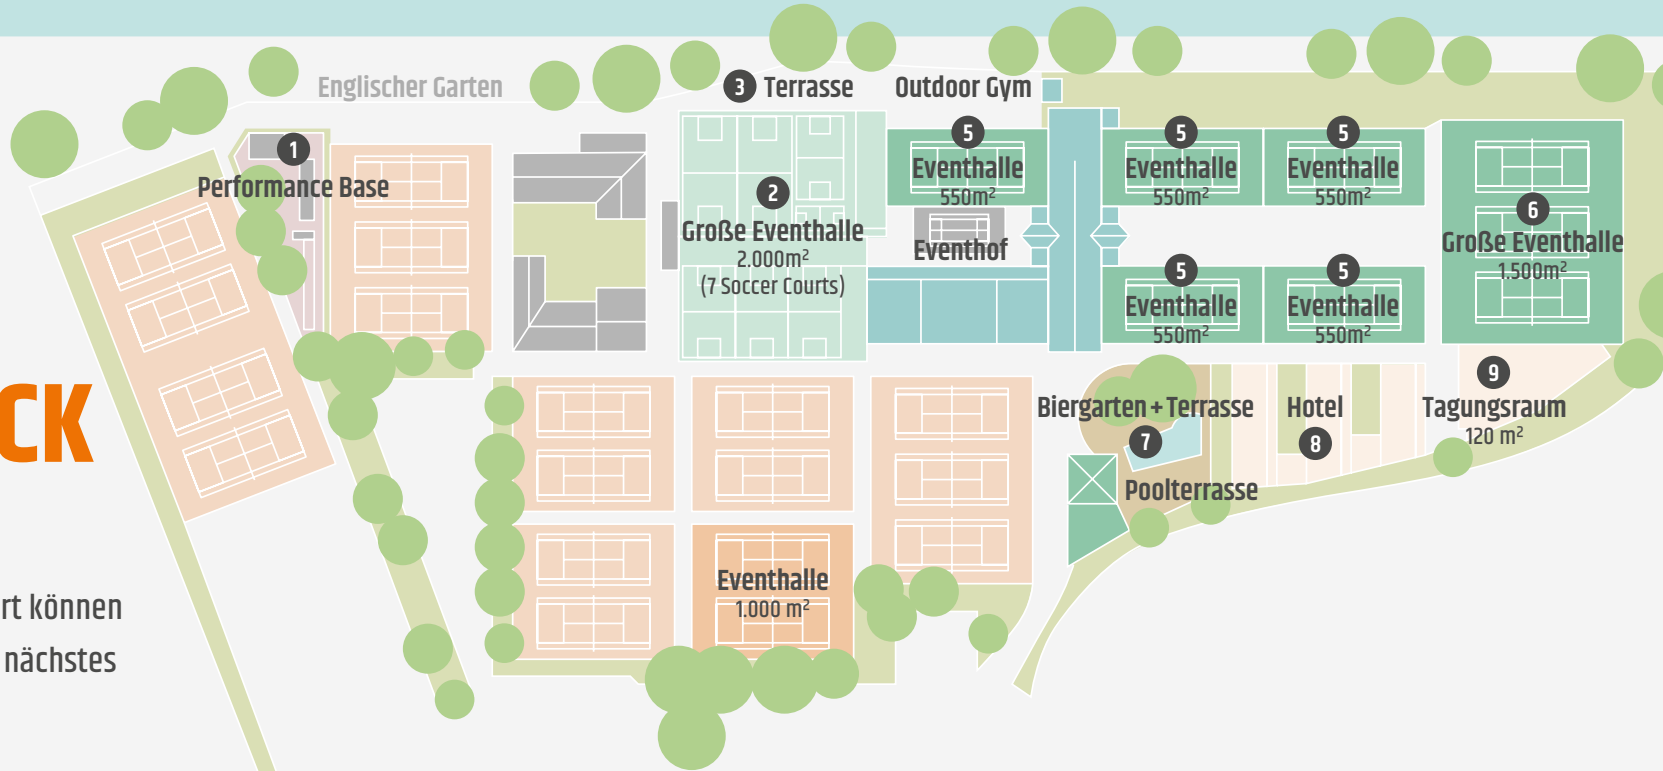 Englischer Garten
3 Terrasse
Outdoor Gym
1
Performance Base
2
Große Eventhalle
2.000m²
(7 Soccer Courts)
5
Eventhalle
550m²
Eventhof
5
Eventhalle
550m²
5
Eventhalle
550m²
6
Große Eventhalle
1.500m²
5
Eventhalle
550m²
5
Eventhalle
550m²
CK
Biergarten + Terrasse
7
Poolterrasse
Hotel
8
9
Tagungsraum
120 m²
Eventhalle
1.000 m²
rt können
nächstes